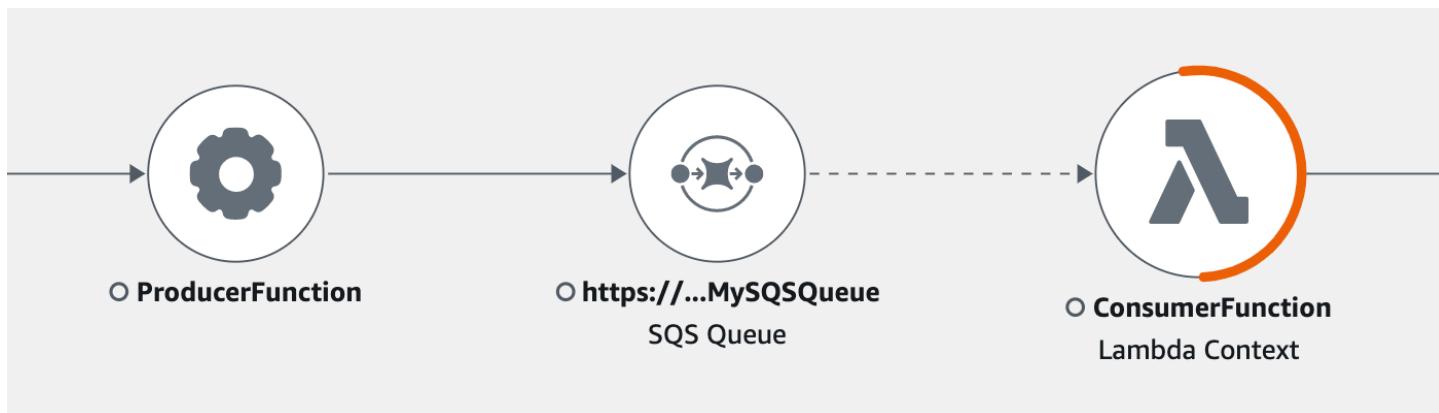 ProducerFunction
https://...MySQSQueue
SQS Queue
ConsumerFunction
Lambda Context